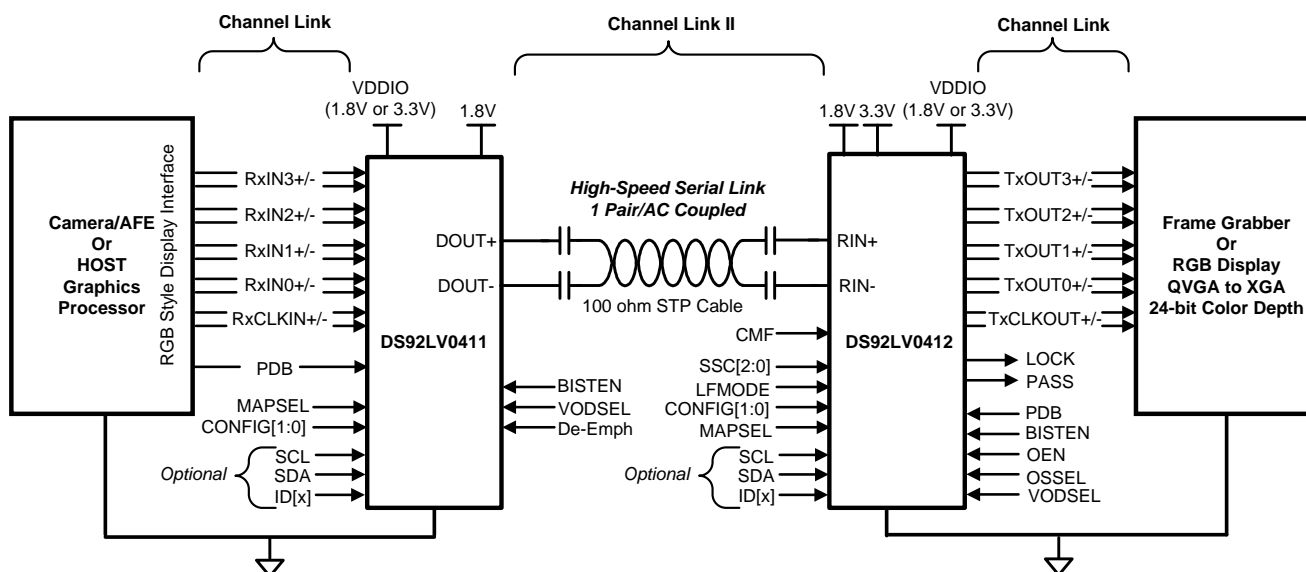 Channel Link
Channel Link II
Channel Link
VDDIO
(1.8V or 3.3V)
1.8V
1.8V
3.3V
VDDIO
(1.8V or 3.3V)
Camera/AFE
Or
HOST
Graphics
Processor
RGB Style Display Interface
RxIN3+/-
RxIN2+/-
RxIN1+/-
RxIN0+/-
RxCLKIN+/-
PDB
MAPSEL
CONFIG[1:0]
Optional
SCL
SDA
ID[x]
DS92LV0411
DOUT+
DOUT-
BISTEN
VODSEL
De-Emph
High-Speed Serial Link
1 Pair/AC Coupled
100 ohm STP Cable
CMF
SSC[2:0]
LFMODE
CONFIG[1:0]
MAPSEL
Optional
SCL
SDA
ID[x]
RIN+
RIN-
DS92LV0412
TxOUT3+/-
TxOUT2+/-
TxOUT1+/-
TxOUT0+/-
TxCLKOUT+/-
LOCK
PASS
PDB
BISTEN
OEN
OSSEL
VODSEL
Frame Grabber
Or
RGB Display
QVGA to XGA
24-bit Color Depth